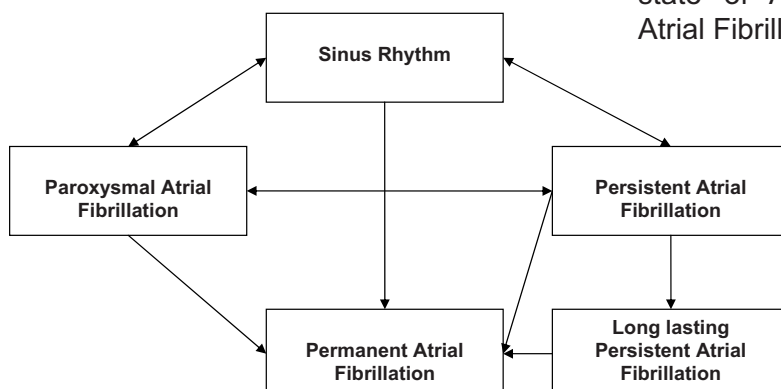 Atrial Fibrill
Sinus Rhythm
Paroxysmal Atrial
Fibrillation
Persistent Atrial
Fibrillation
Permanent Atrial
Fibrillation
Long lasting
Persistent Atrial
Fibrillation